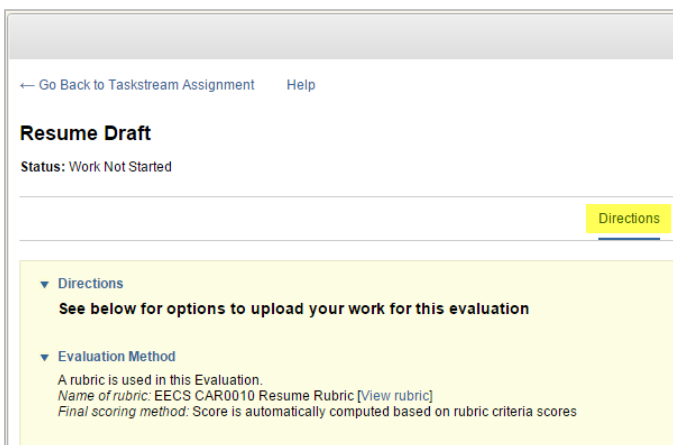 ← Go Back to Taskstream Assignment Help
Resume Draft
Status: Work Not Started
Directions
▼ Directions
See below for options to upload your work for this evaluation
▼ Evaluation Method
A rubric is used in this Evaluation.
Name of rubric: EECS CAR0010 Resume Rubric [View rubric]
Final scoring method: Score is automatically computed based on rubric criteria scores